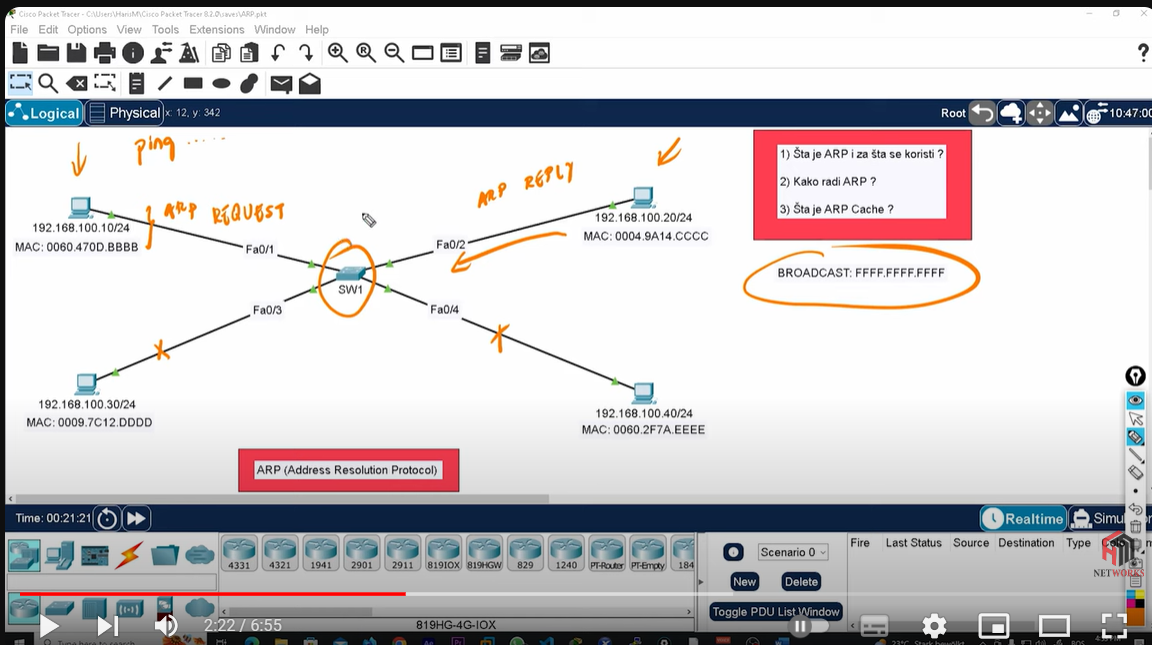 Cisco Packet Tracer - C:\Users\HansM\Cisco Packet Tracer 8.2.0\saves\ARP.pkt
File Edit Options View Tools Extensions Window Help
Logical Physical x: 12, y: 342 Root 10:47:00
ping ......
192.168.100.10/24
MAC: 0060.470D.BBBB
ARP REQUEST
Fa0/1
ARP REPLY
192.168.100.20/24
MAC: 0004.9A14.CCCC
Fa0/2
SW1
Fa0/3
Fa0/4
192.168.100.30/24
MAC: 0009.7C12.DDDD
192.168.100.40/24
MAC: 0060.2F7A.EEEE
1) Šta je ARP i za šta se koristi ?
2) Kako radi ARP ?
3) Šta je ARP Cache ?
BROADCAST: FFFF.FFFF.FFFF
ARP (Address Resolution Protocol)
Time: 00:21:21 Realtime Simul
4331 4321 1941 2901 2911 819IOX 819HGW 829 1240 PT-Router PT-Empty 184
Scenario 0
New Delete
Toggle PDU List Window
Fire Last Status Source Destination Type
NETWORKS
819HG-4G-IOX
2:22 / 6:55